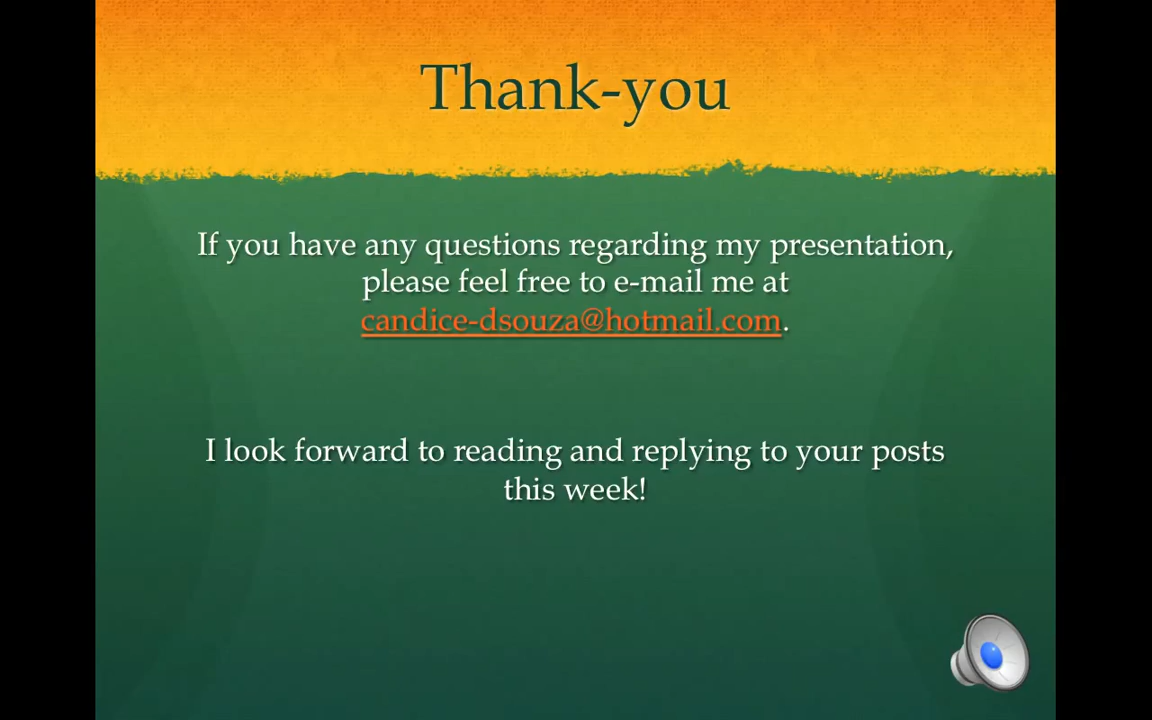 Thank-you
If you have any questions regarding my presentation,
please feel free to e-mail me at
candice-dsouza@hotmail.com.
I look forward to reading and replying to your posts
this week!